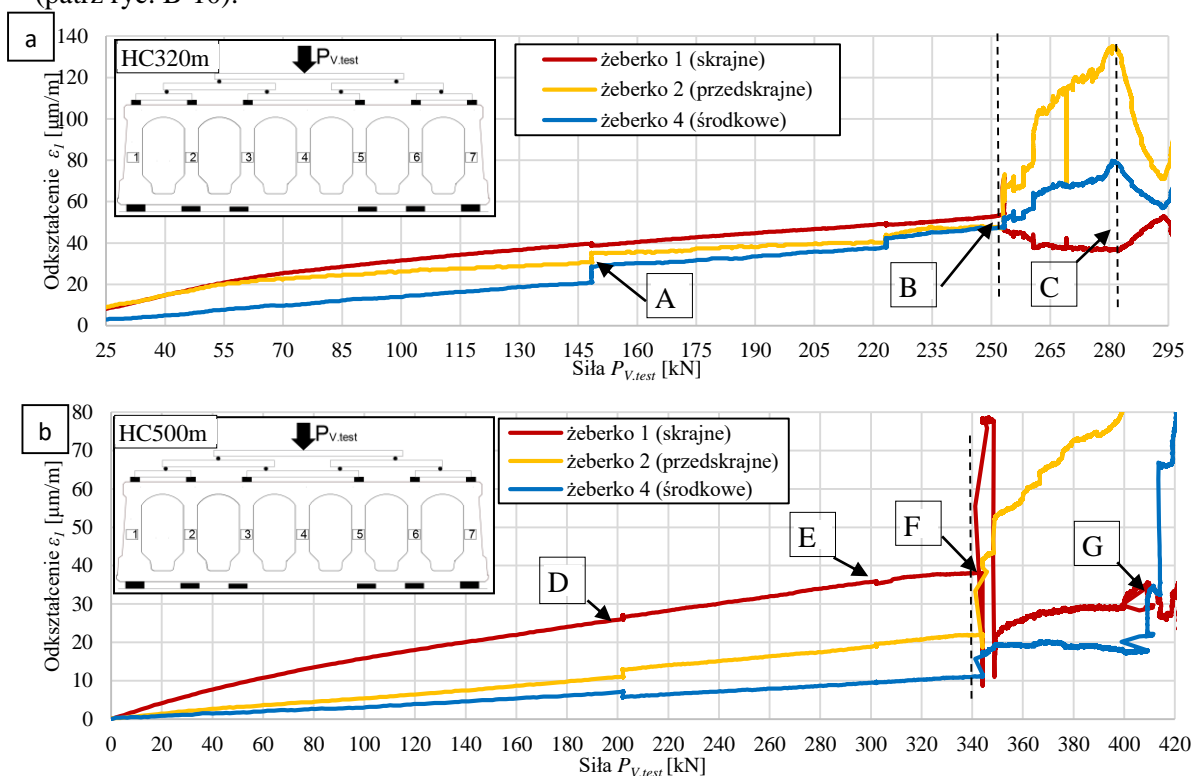 (patrz ryc. B-16).
a
140
120
100
80
60
40
20
0
Odkształcenie ε1 [μm/m]
HC320m
PV.test
1 2 3 4 5 6 7
żeberko 1 (skrajne)
żeberko 2 (przedskrajne)
żeberko 4 (środkowe)
A
B
C
25 40 55 70 85 100 115 130 145 160 175 190 205 220 235 250 265 280 295
Siła PV.test [kN]
b
80
70
60
50
40
30
20
10
0
Odkształcenie ε1 [μm/m]
HC500m
PV.test
1 2 3 4 5 6 7
żeberko 1 (skrajne)
żeberko 2 (przedskrajne)
żeberko 4 (środkowe)
D
E
F
G
0 20 40 60 80 100 120 140 160 180 200 220 240 260 280 300 320 340 360 380 400 420
Siła PV.test [kN]